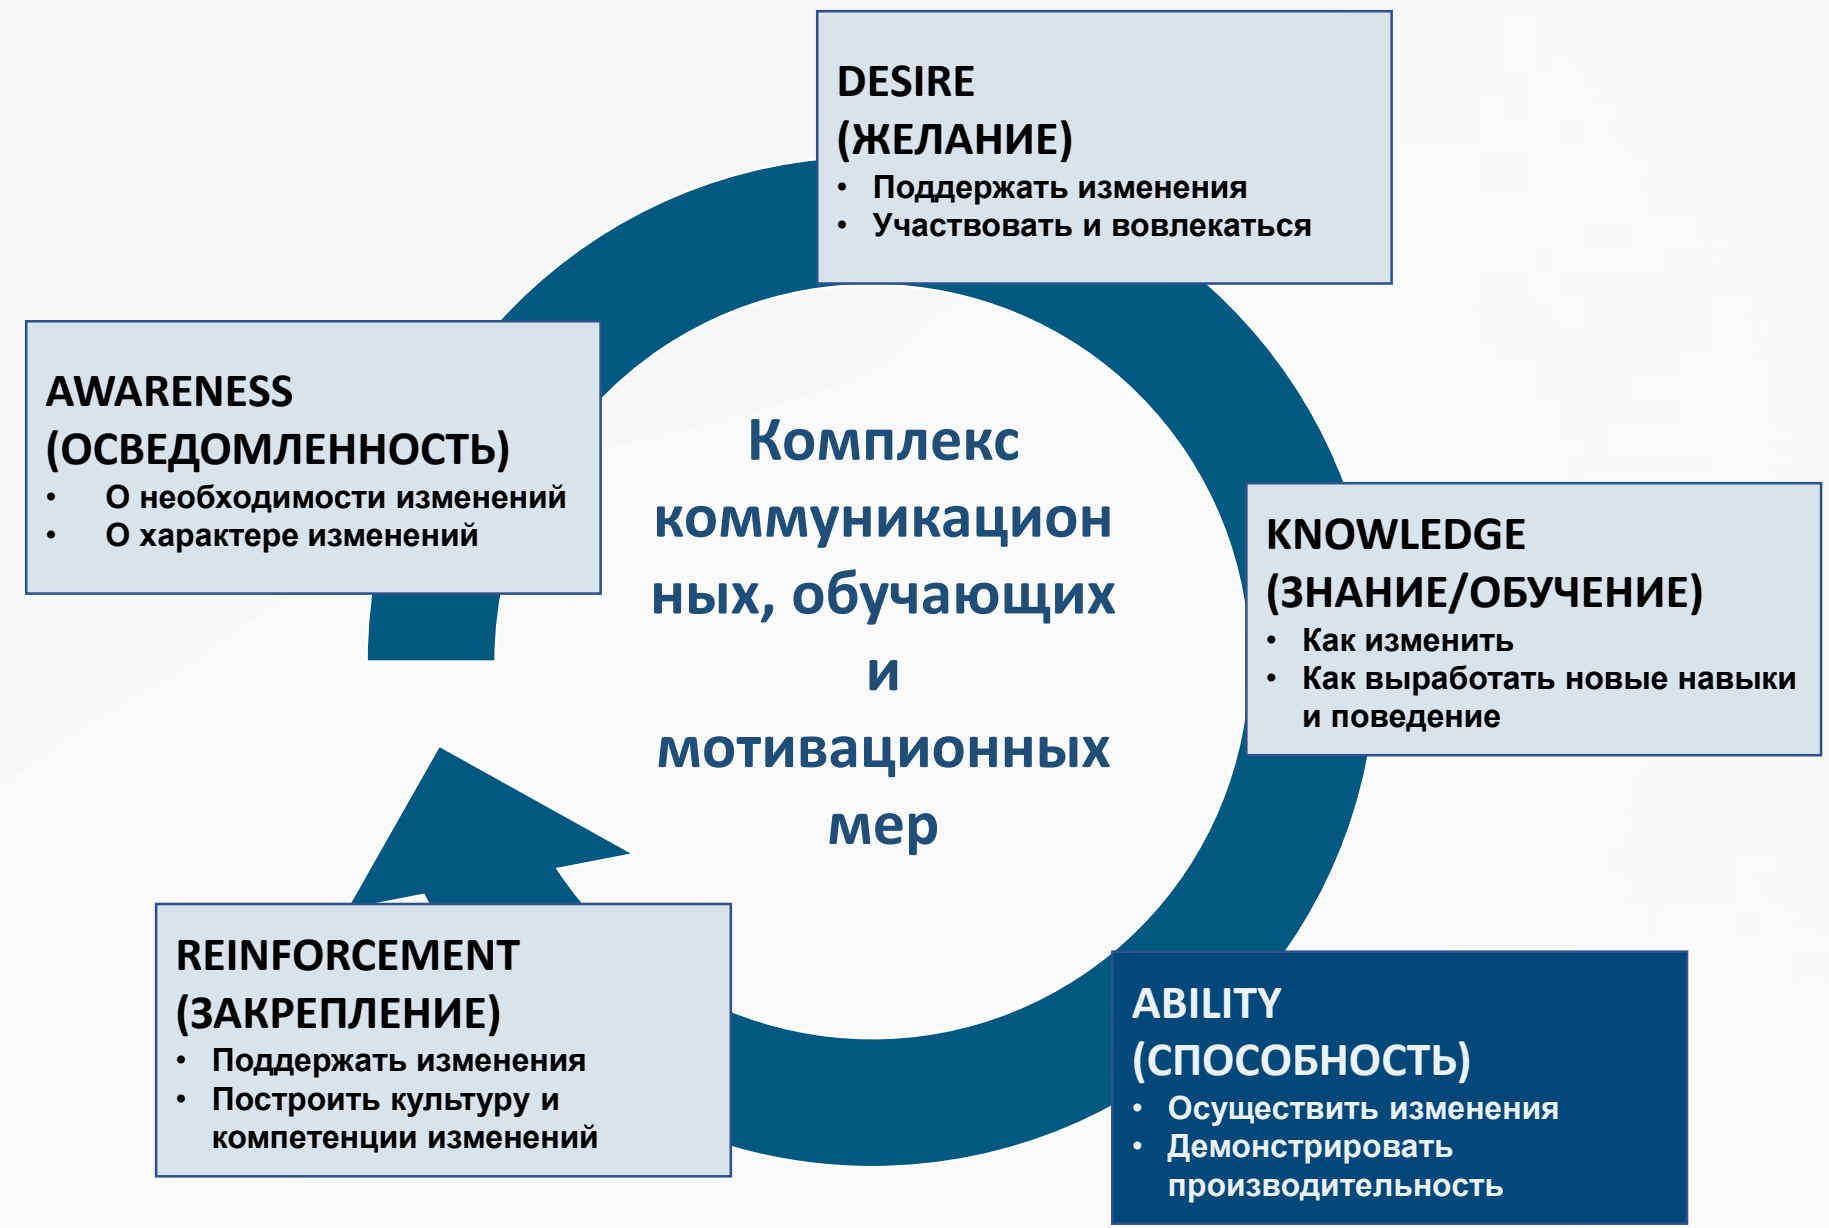 DESIRE
(ЖЕЛАНИЕ)
• Поддержать изменения
• Участвовать и вовлекаться
AWARENESS
(ОСВЕДОМЛЕННОСТЬ)
• О необходимости изменений
• О характере изменений
Комплекс
коммуникацион
ных, обучающих
и
мотивационных
мер
KNOWLEDGE
(ЗНАНИЕ/ОБУЧЕНИЕ)
• Как изменить
• Как выработать новые навыки
и поведение
REINFORCEMENT
(ЗАКРЕПЛЕНИЕ)
• Поддержать изменения
• Построить культуру и
компетенции изменений
ABILITY
(СПОСОБНОСТЬ)
• Осуществить изменения
• Демонстрировать
производительность